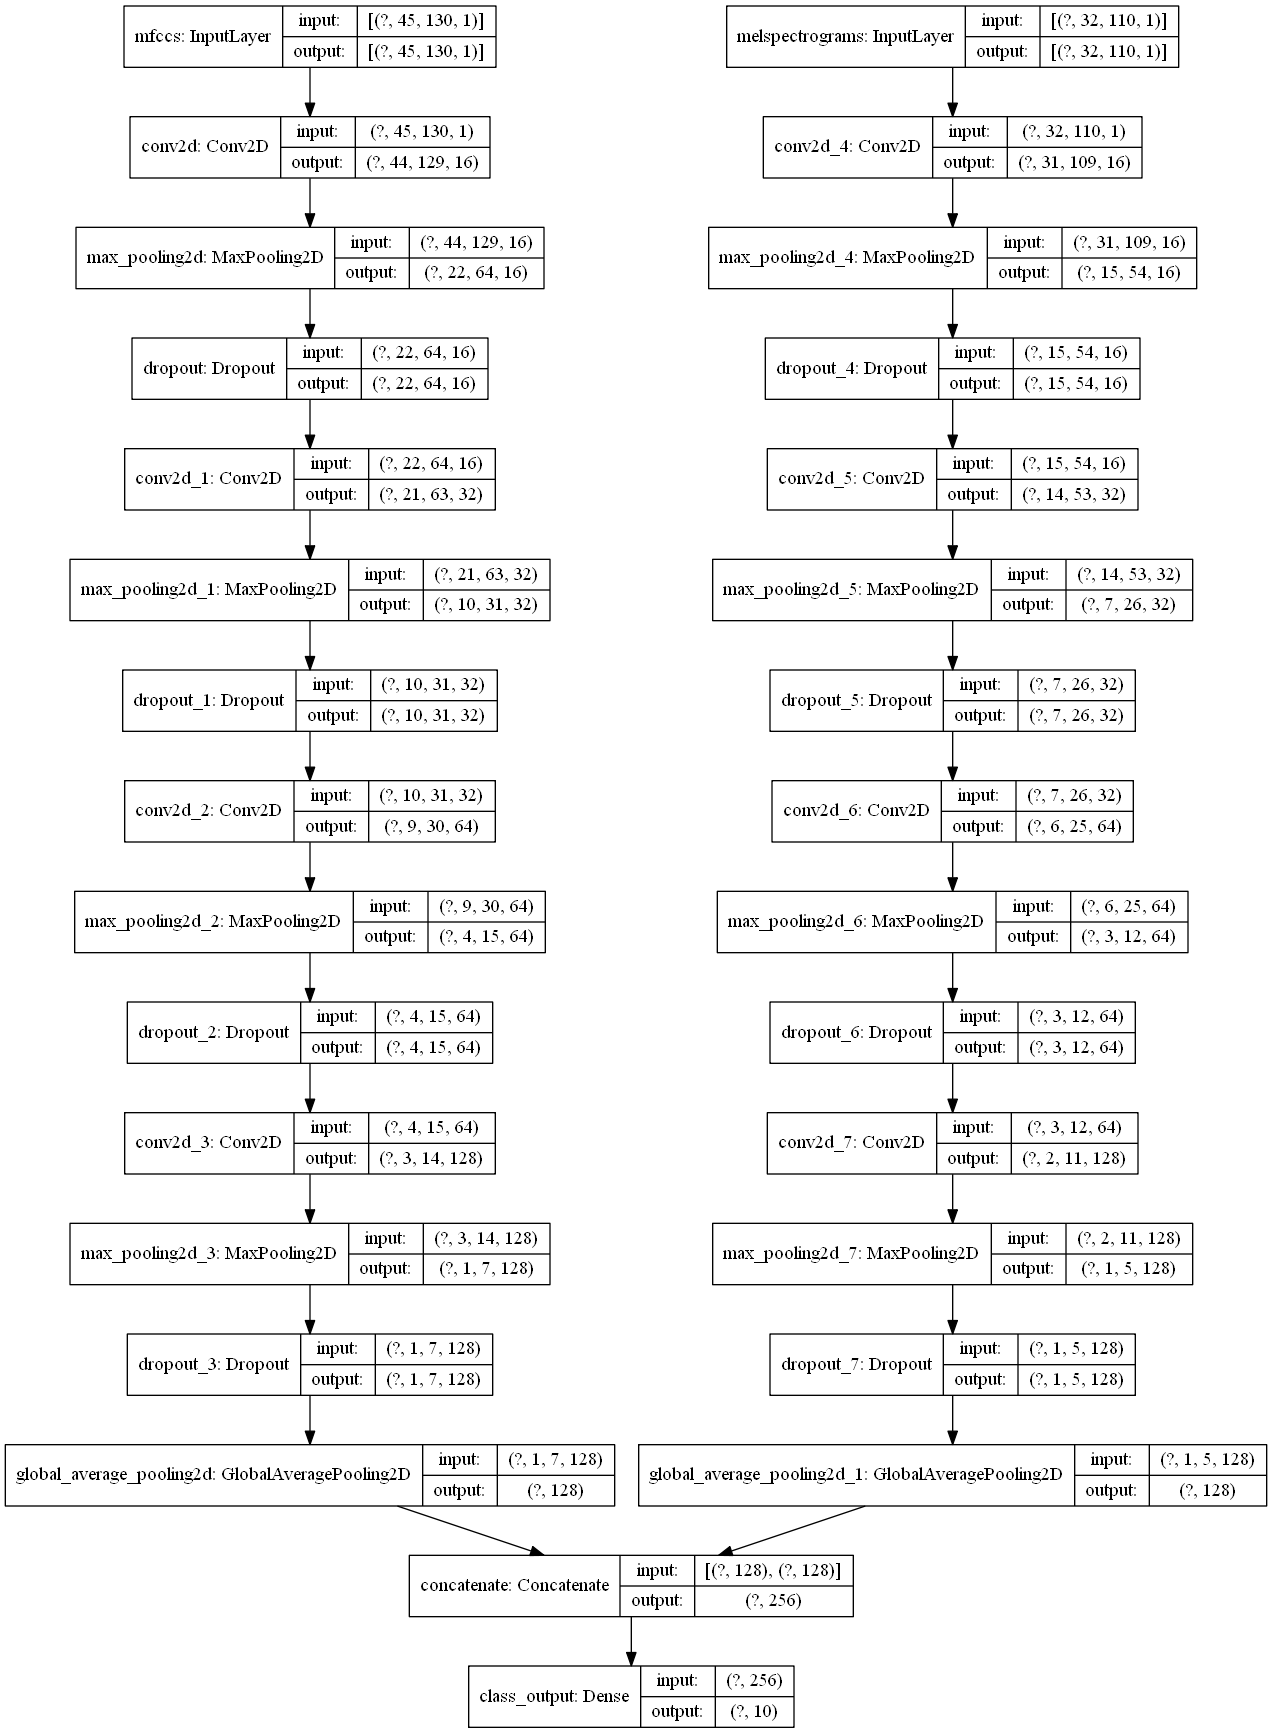 mfccs: InputLayer
input: [(?, 45, 130, 1)]
output: [(?, 45, 130, 1)]
conv2d: Conv2D
input: (?, 45, 130, 1)
output: (?, 44, 129, 16)
max_pooling2d: MaxPooling2D
input: (?, 44, 129, 16)
output: (?, 22, 64, 16)
dropout: Dropout
input: (?, 22, 64, 16)
output: (?, 22, 64, 16)
conv2d_1: Conv2D
input: (?, 22, 64, 16)
output: (?, 21, 63, 32)
max_pooling2d_1: MaxPooling2D
input: (?, 21, 63, 32)
output: (?, 10, 31, 32)
dropout_1: Dropout
input: (?, 10, 31, 32)
output: (?, 10, 31, 32)
conv2d_2: Conv2D
input: (?, 10, 31, 32)
output: (?, 9, 30, 64)
max_pooling2d_2: MaxPooling2D
input: (?, 9, 30, 64)
output: (?, 4, 15, 64)
dropout_2: Dropout
input: (?, 4, 15, 64)
output: (?, 4, 15, 64)
conv2d_3: Conv2D
input: (?, 4, 15, 64)
output: (?, 3, 14, 128)
max_pooling2d_3: MaxPooling2D
input: (?, 3, 14, 128)
output: (?, 1, 7, 128)
dropout_3: Dropout
input: (?, 1, 7, 128)
output: (?, 1, 7, 128)
global_average_pooling2d: GlobalAveragePooling2D
input: (?, 1, 7, 128)
output: (?, 128)
melspectrograms: InputLayer
input: [(?, 32, 110, 1)]
output: [(?, 32, 110, 1)]
conv2d_4: Conv2D
input: (?, 32, 110, 1)
output: (?, 31, 109, 16)
max_pooling2d_4: MaxPooling2D
input: (?, 31, 109, 16)
output: (?, 15, 54, 16)
dropout_4: Dropout
input: (?, 15, 54, 16)
output: (?, 15, 54, 16)
conv2d_5: Conv2D
input: (?, 15, 54, 16)
output: (?, 14, 53, 32)
max_pooling2d_5: MaxPooling2D
input: (?, 14, 53, 32)
output: (?, 7, 26, 32)
dropout_5: Dropout
input: (?, 7, 26, 32)
output: (?, 7, 26, 32)
conv2d_6: Conv2D
input: (?, 7, 26, 32)
output: (?, 6, 25, 64)
max_pooling2d_6: MaxPooling2D
input: (?, 6, 25, 64)
output: (?, 3, 12, 64)
dropout_6: Dropout
input: (?, 3, 12, 64)
output: (?, 3, 12, 64)
conv2d_7: Conv2D
input: (?, 3, 12, 64)
output: (?, 2, 11, 128)
max_pooling2d_7: MaxPooling2D
input: (?, 2, 11, 128)
output: (?, 1, 5, 128)
dropout_7: Dropout
input: (?, 1, 5, 128)
output: (?, 1, 5, 128)
global_average_pooling2d_1: GlobalAveragePooling2D
input: (?, 1, 5, 128)
output: (?, 128)
concatenate: Concatenate
input: [(?, 128), (?, 128)]
output: (?, 256)
class_output: Dense
input: (?, 256)
output: (?, 10)